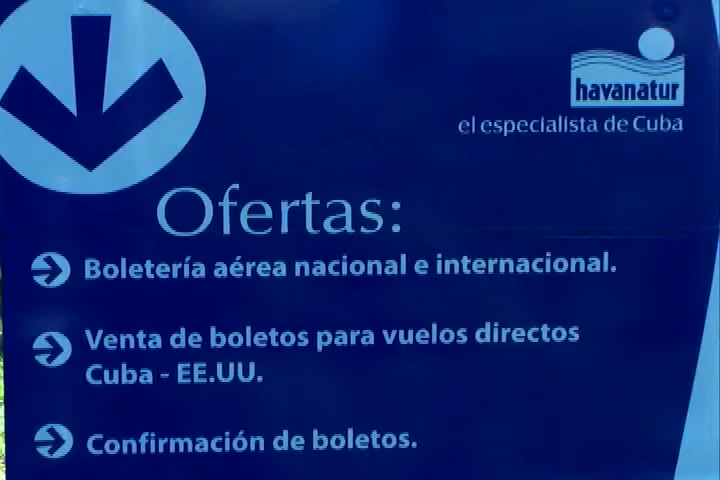 havanatur
el especialista de Cuba
Ofertas:
Boletería aérea nacional e internacional.
Venta de boletos para vuelos directos
Cuba - EE.UU.
Confirmación de boletos.